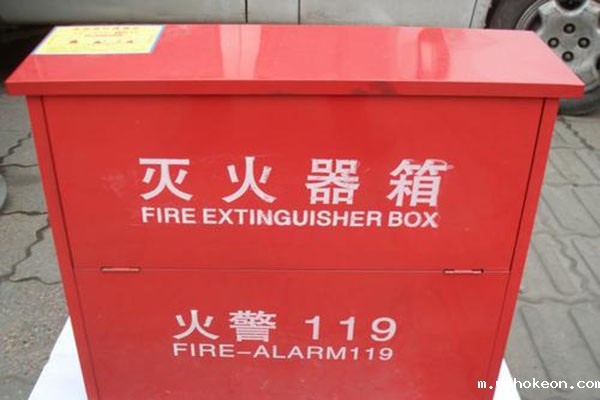 灭火器箱
FIRE EXTINGUISHER BOX
火警 119
FIRE-ALARM119